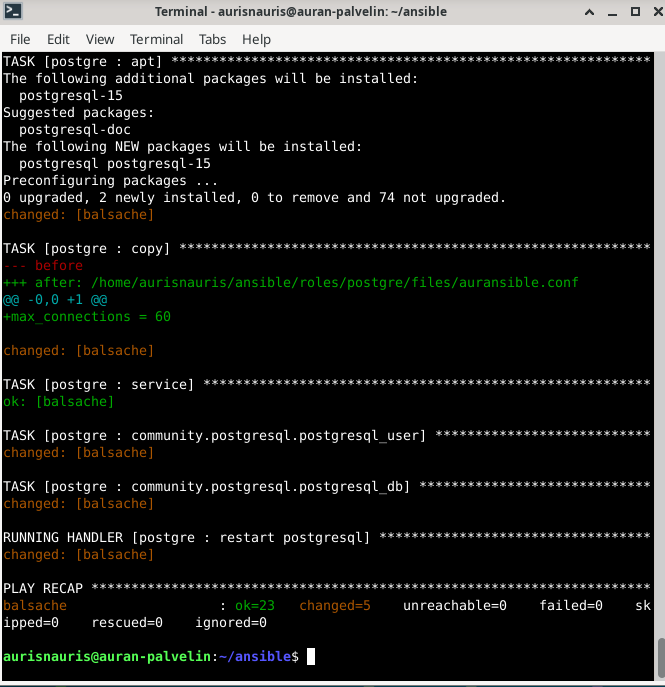 Terminal - aurisnauris@auran-palvelin: ~/ansible
File Edit View Terminal Tabs Help
TASK [postgre : apt] *************************************************************
The following additional packages will be installed:
  postgresql-15
Suggested packages:
  postgresql-doc
The following NEW packages will be installed:
  postgresql postgresql-15
Preconfiguring packages ...
0 upgraded, 2 newly installed, 0 to remove and 74 not upgraded.
changed: [balsache]

TASK [postgre : copy] ************************************************************
--- before
+++ after: /home/aurisnauris/ansible/roles/postgre/files/auransible.conf
@@ -0,0 +1 @@
+max_connections = 60

changed: [balsache]

TASK [postgre : service] *********************************************************
ok: [balsache]

TASK [postgre : community.postgresql.postgresql_user] ****************************
changed: [balsache]

TASK [postgre : community.postgresql.postgresql_db] ******************************
changed: [balsache]

RUNNING HANDLER [postgre : restart postgresql] ***********************************
changed: [balsache]

PLAY RECAP ***********************************************************************
balsache                   : ok=23   changed=5    unreachable=0    failed=0    sk
ipped=0    rescued=0    ignored=0

aurisnauris@auran-palvelin:~/ansible$